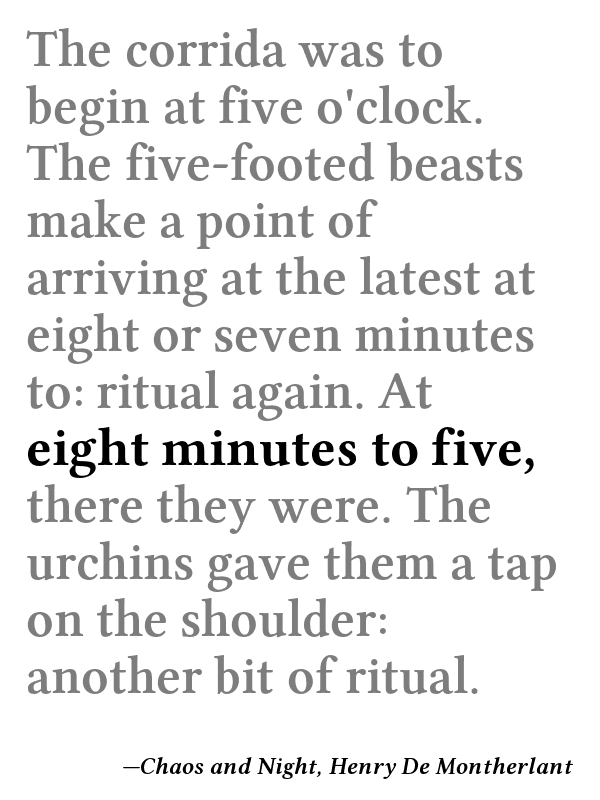 The corrida was to
begin at five o'clock.
The five-footed beasts
make a point of
arriving at the latest at
eight or seven minutes
to: ritual again. At
eight minutes to five,
there they were. The
urchins gave them a tap
on the shoulder:
another bit of ritual.
—Chaos and Night, Henry De Montherlant